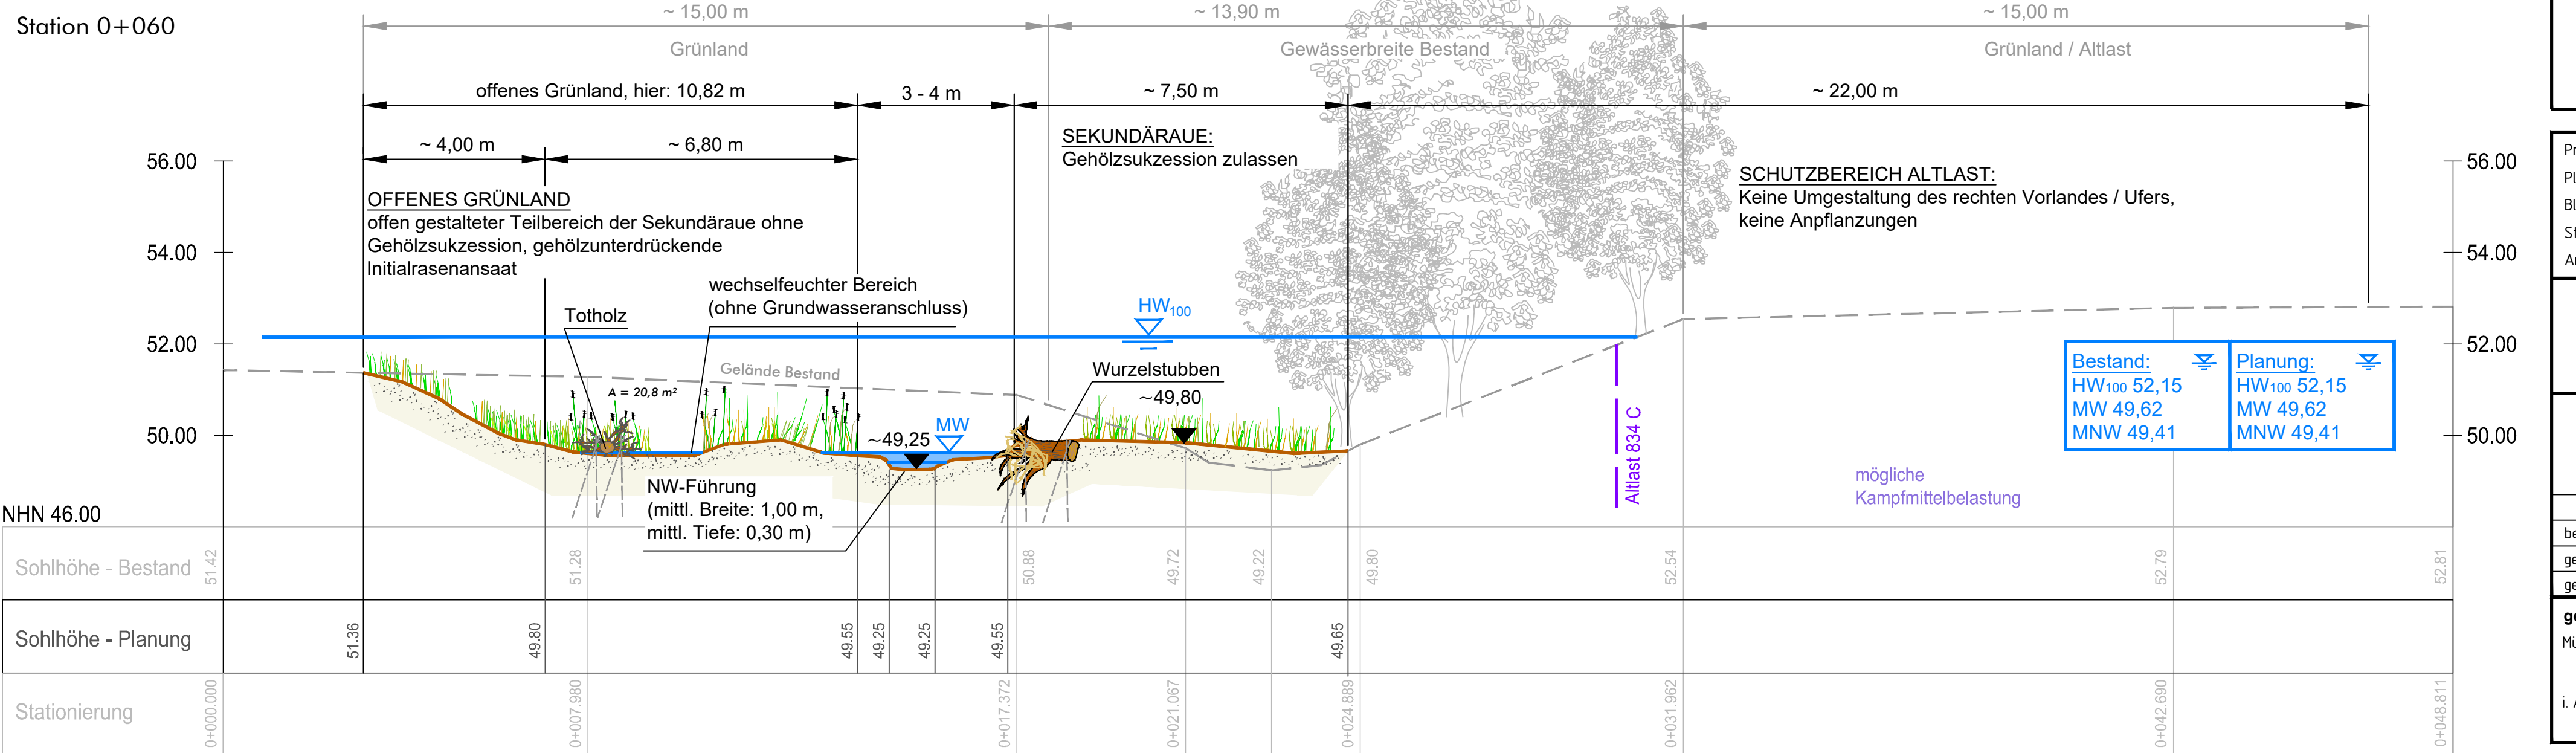 Station 0+060
~ 15,00 m
~ 13,90 m
~ 15,00 m
Grünland
Gewässerbreite Bestand
Grünland / Altlast
offenes Grünland, hier: 10,82 m
3 - 4 m
~ 7,50 m
~ 22,00 m
~ 4,00 m
~ 6,80 m
SEKUNDÄRAUE:
Gehölzsukzession zulassen
SCHUTZBEREICH ALTLAST:
Keine Umgestaltung des rechten Vorlandes / Ufers,
keine Anpflanzungen
OFFENES GRÜNLAND
offen gestalteter Teilbereich der Sekundäraue ohne
Gehölzsukzession, gehölzunterdrückende
Initialrasenansaat
56.00
54.00
52.00
50.00
56.00
54.00
52.00
50.00
wechselfeuchter Bereich
(ohne Grundwasseranschluss)
Totholz
HW100
Gelände Bestand
A = 20,8 m²
Wurzelstubben
~49,80
MW
~49,25
NW-Führung
(mittl. Breite: 1,00 m,
mittl. Tiefe: 0,30 m)
Altlast 834 C
mögliche
Kampfmittelbelastung
Bestand:
HW100 52,15
MW 49,62
MNW 49,41
Planung:
HW100 52,15
MW 49,62
MNW 49,41
NHN 46.00
Sohlhöhe - Bestand
51.42
51.28
50.88
49.72
49.22
49.80
52.54
52.79
52.81
Sohlhöhe - Planung
51.36
49.80
49.55
49.25
49.25
49.55
49.65
Stationierung
0+000.000
0+007.980
0+017.372
0+021.067
0+024.889
0+031.962
0+042.690
0+048.811
i. A